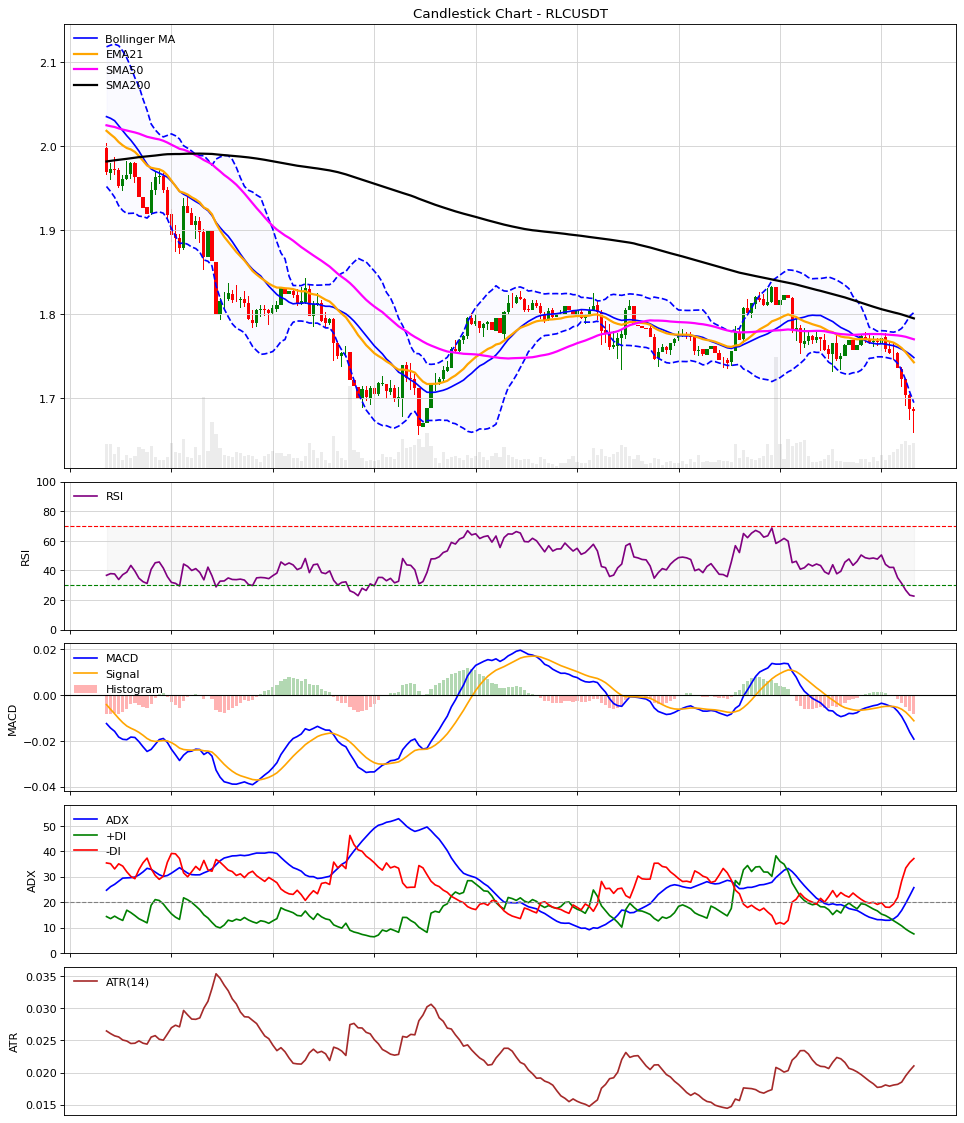 Candlestick Chart - RLCUSDT
Bollinger MA
EMA21
SMA50
SMA200
2.1
2.0
1.9
1.8
1.7
RSI
100
80
60
40
20
0
RSI
MACD
Signal
Histogram
0.02
0.00
−0.02
−0.04
MACD
ADX
+DI
-DI
50
40
30
20
10
0
ADX
ATR(14)
0.035
0.030
0.025
0.020
0.015
ATR